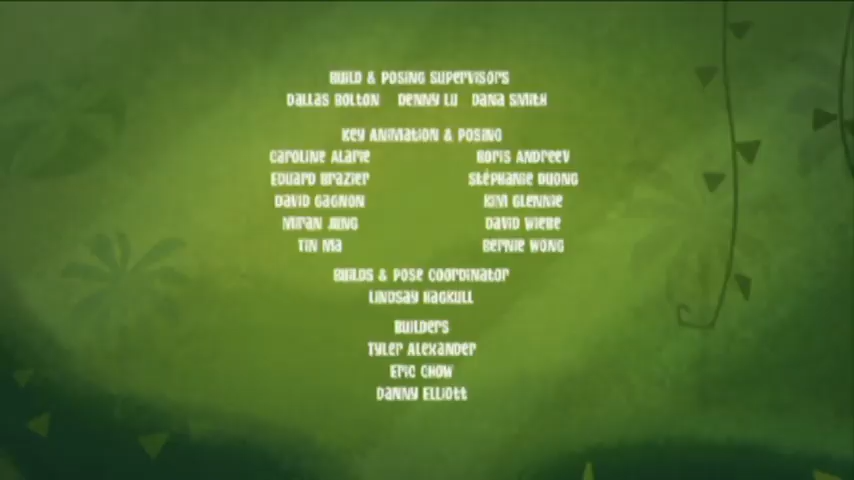 BUILD & POSING SUPERVISORS
DALLAS BOLTON DENNY LU DANA SMITH
KEY ANIMATION & POSING
CAROLINE ALARIE BORIS ANDREEV
EDUARD BRAZIER STÉPHANIE DUONG
DAVID GAGNON KIM GLENNIE
MIRAN JUNG DAVID WIEBE
TIN MA BERNIE WONG
BUILDS & POSE COORDINATOR
LINDSAY HAGKULL
BUILDERS
TYLER ALEXANDER
ERIC CHOW
DANNY ELLIOTT